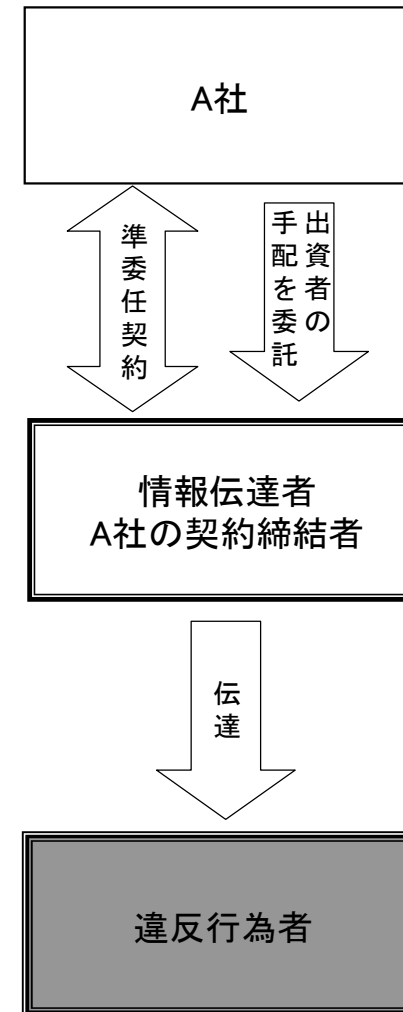 A社
準委任契約
出資者の
手配を委託
情報伝達者
A社の契約締結者
伝達
違反行為者